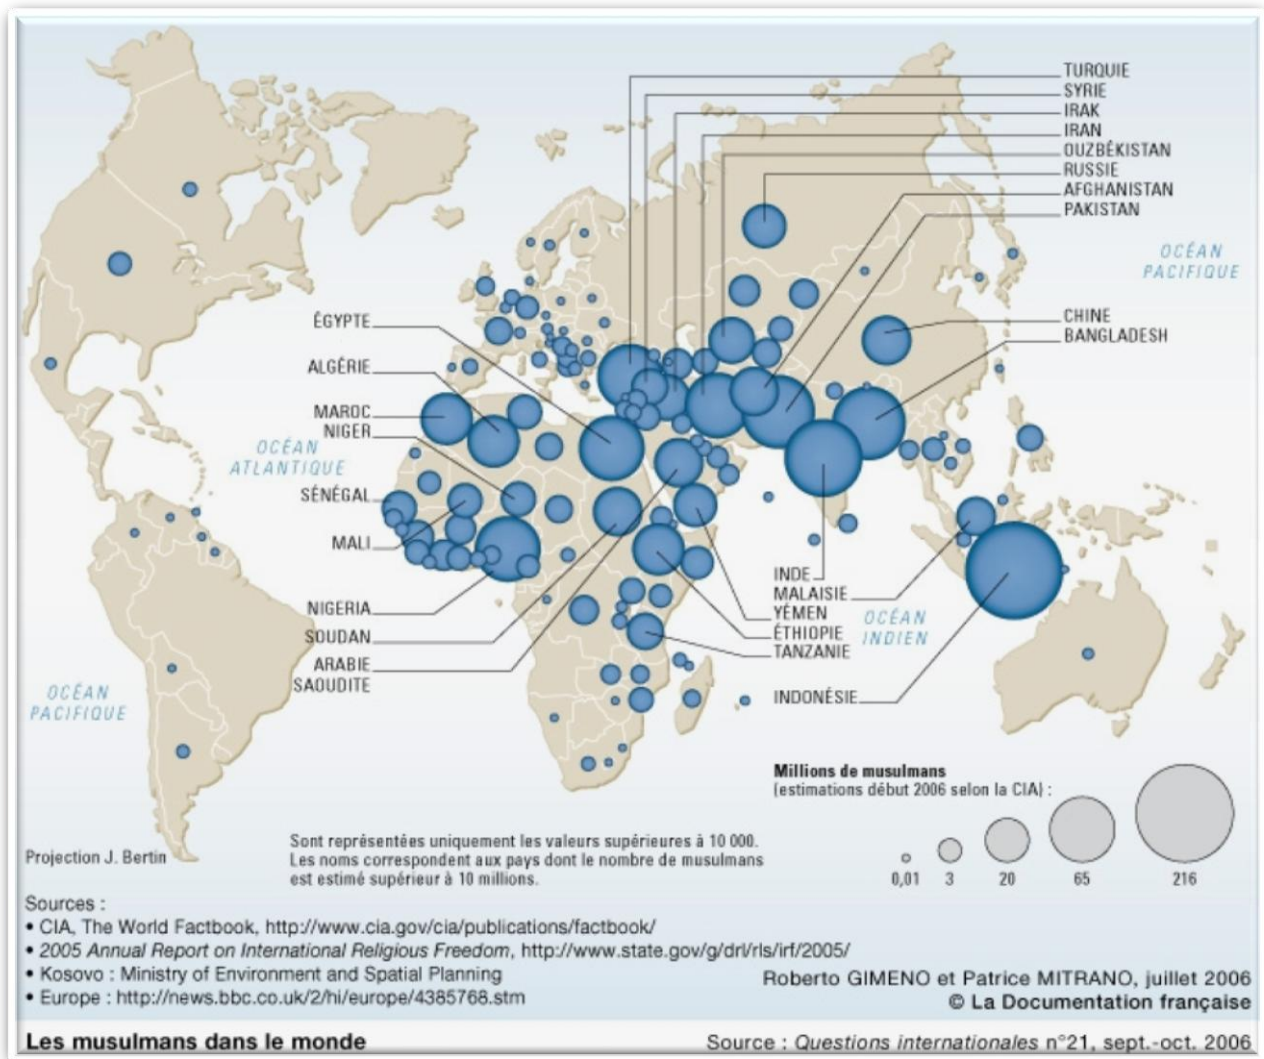 TURQUIE
SYRIE
IRAK
IRAN
OUZBÉKISTAN
RUSSIE
AFGHANISTAN
PAKISTAN
OCÉAN
PACIFIQUE
CHINE
BANGLADESH
ÉGYPTE
ALGÉRIE
MAROC
NIGER
OCÉAN
ATLANTIQUE
SÉNÉGAL
MALI
NIGERIA
SOUDAN
ARABIE
SAOUDITE
OCÉAN
PACIFIQUE
INDE
MALAISIE
YÉMEN
ÉTHIOPIE
TANZANIE
OCÉAN
INDIEN
INDONÉSIE
Millions de musulmans
(estimations début 2006 selon la CIA) :
0,01 3 20 65 216
Projection J. Bertin
Sont représentées uniquement les valeurs supérieures à 10 000.
Les noms correspondent aux pays dont le nombre de musulmans
est estimé supérieur à 10 millions.
Sources :
• CIA, The World Factbook, http://www.cia.gov/cia/publications/factbook/
• 2005 Annual Report on International Religious Freedom, http://www.state.gov/g/drl/rls/irf/2005/
• Kosovo : Ministry of Environment and Spatial Planning
• Europe : http://news.bbc.co.uk/2/hi/europe/4385768.stm
Roberto GIMENO et Patrice MITRANO, juillet 2006
© La Documentation française
Les musulmans dans le monde
Source : Questions internationales n°21, sept.-oct. 2006